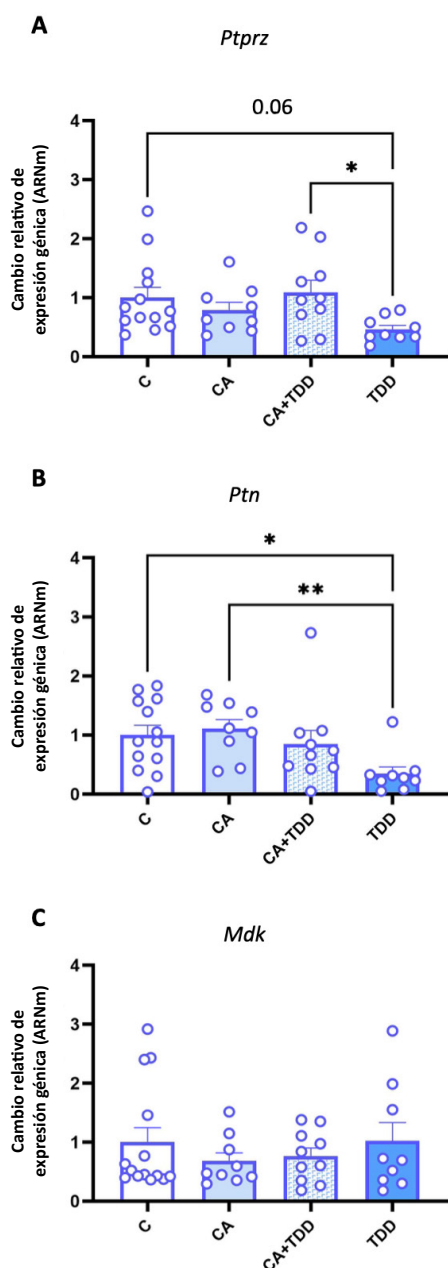 A
Ptprz
Cambio relativo de
expresión génica (ARNm)
4
3
2
1
0
0.06
*
C
CA
CA+TDD
TDD
B
Ptn
Cambio relativo de
expresión génica (ARNm)
4
3
2
1
0
*
**
C
CA
CA+TDD
TDD
C
Mdk
Cambio relativo de
expresión génica (ARNm)
4
3
2
1
0
C
CA
CA+TDD
TDD